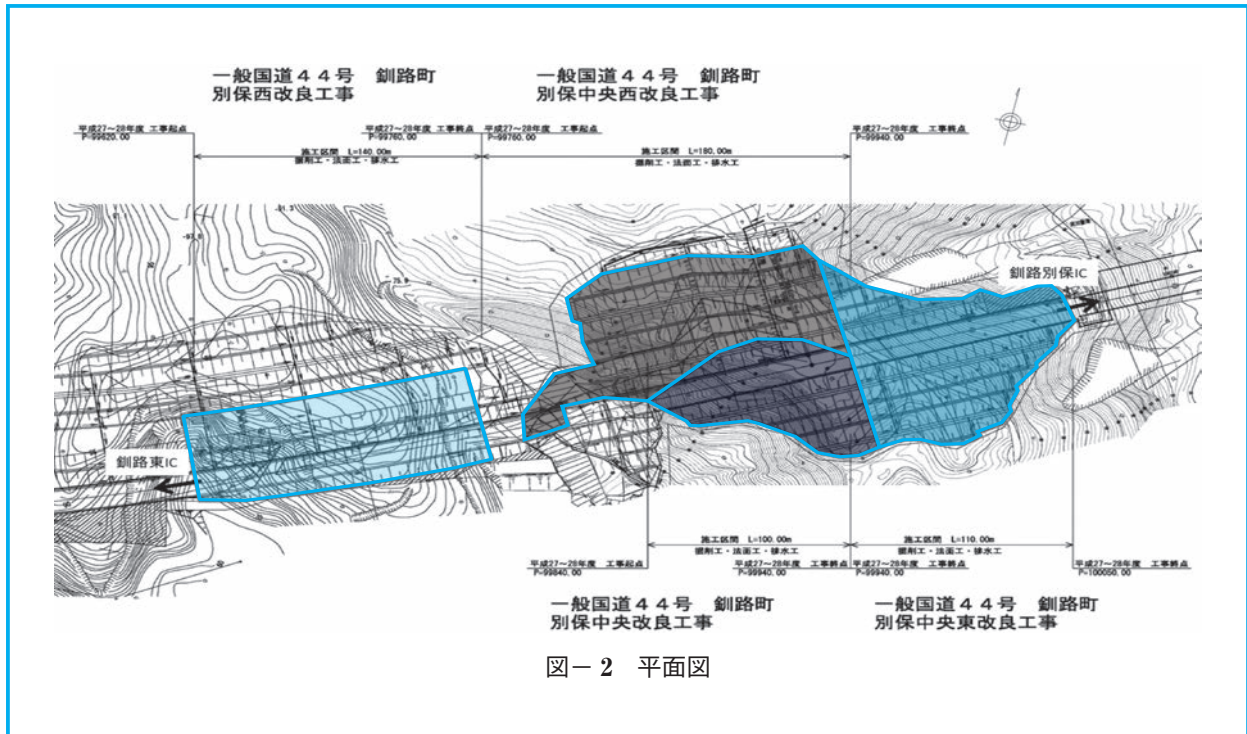 一般国道44号 釧路町
別保西改良工事
一般国道44号 釧路町
別保中央西改良工事
平成27～28年度 工事起点
P=99620.00
平成27～28年度 工事終点
P=99760.00
平成27～28年度 工事起点
P=99760.00
平成27～28年度 工事終点
P=99940.00
施工区間 L=140.00m
掘削工・法面工・排水工
施工区間 L=180.00m
掘削工・法面工・排水工
釧路別保IC
釧路東IC
施工区間 L=100.00m
掘削工・法面工・排水工
施工区間 L=110.00m
掘削工・法面工・排水工
平成27～28年度 工事起点
P=99840.00
平成27～28年度 工事終点
P=99940.00
平成27～28年度 工事起点
P=99940.00
平成27～28年度 工事終点
P=100050.00
一般国道44号 釧路町
別保中央改良工事
一般国道44号 釧路町
別保中央東改良工事
図－2 平面図